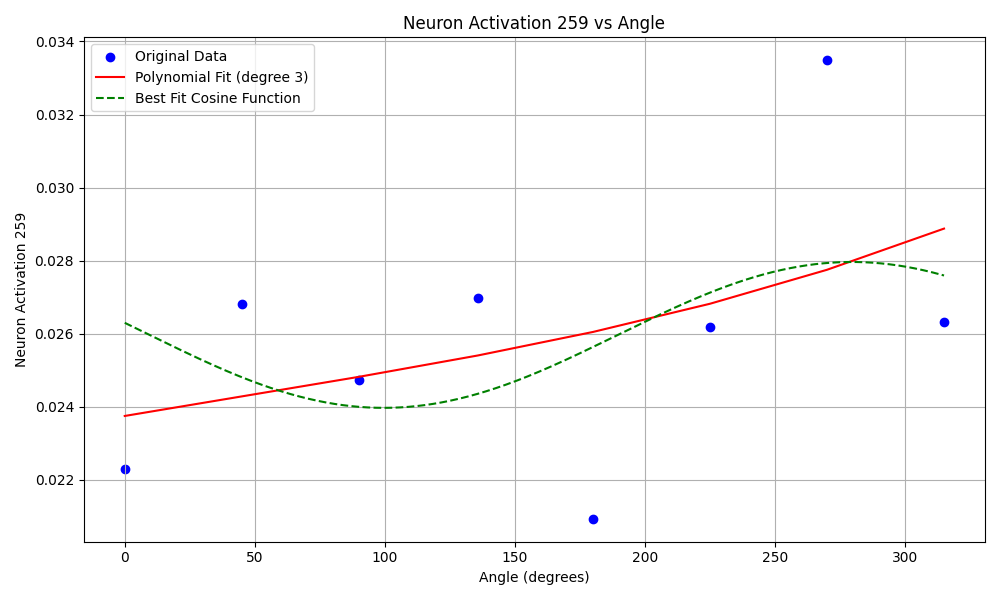 Neuron Activation 259 vs Angle
Original Data
Polynomial Fit (degree 3)
Best Fit Cosine Function
Neuron Activation 259
0.034
0.032
0.030
0.028
0.026
0.024
0.022
0
50
100
150
200
250
300
Angle (degrees)